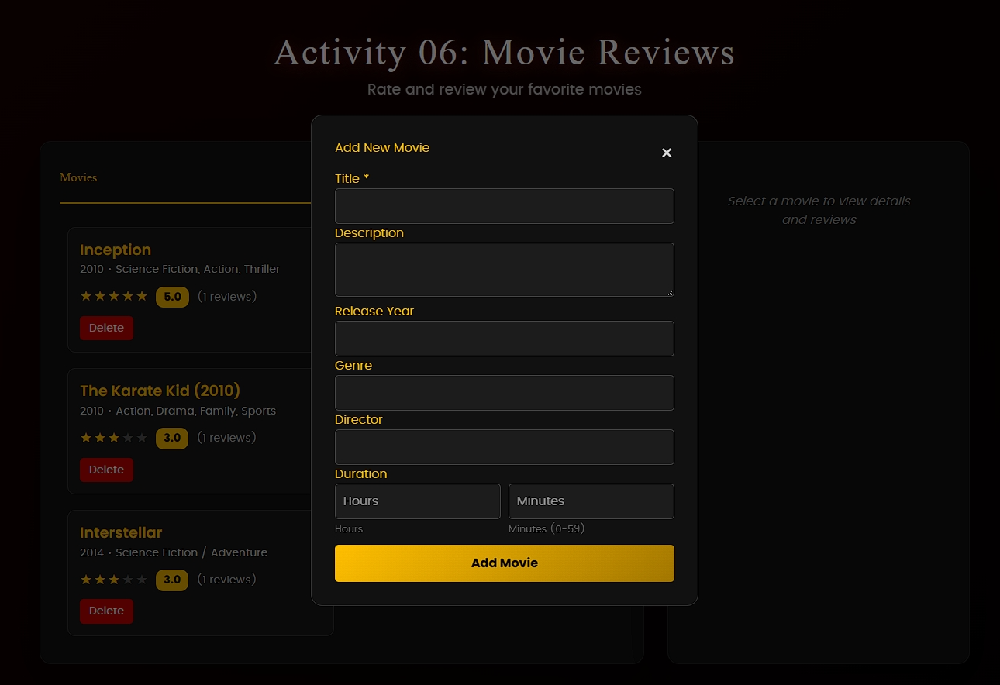 Activity 06: Movie Reviews
Rate and review your favorite movies
Movies
Inception
2010 • Science Fiction, Action, Thriller
★★★★★ 5.0 (1 reviews)
Delete
The Karate Kid (2010)
2010 • Action, Drama, Family, Sports
★★★★★ 3.0 (1 reviews)
Delete
Interstellar
2014 • Science Fiction / Adventure
★★★★★ 3.0 (1 reviews)
Delete
Add New Movie
×
Title *
Description
Release Year
Genre
Director
Duration
Hours Minutes
Hours Minutes (0-59)
Add Movie
Select a movie to view details
and reviews